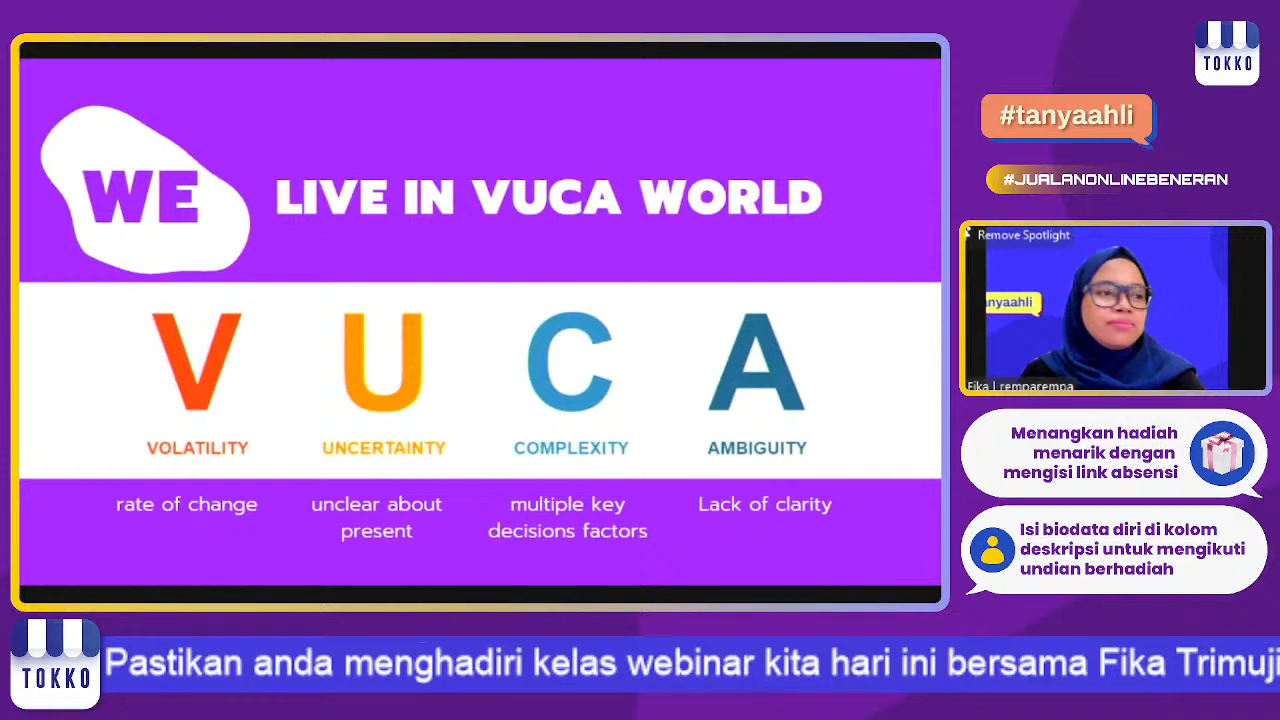 TOKKO
#tanyaahli
#JUALANONLINEBENERAN
WE
LIVE IN VUCA WORLD
V U C A
VOLATILITY UNCERTAINTY COMPLEXITY AMBIGUITY
rate of change
unclear about
present
multiple key
decisions factors
Lack of clarity
Remove Spotlight
anyaahli
Fika | remparempa
Menangkan hadiah
menarik dengan
mengisi link absensi
Isi biodata diri di kolom
deskripsi untuk mengikuti
undian berhadiah
TOKKO
Pastikan anda menghadiri kelas webinar kita hari ini bersama Fika Trimuji